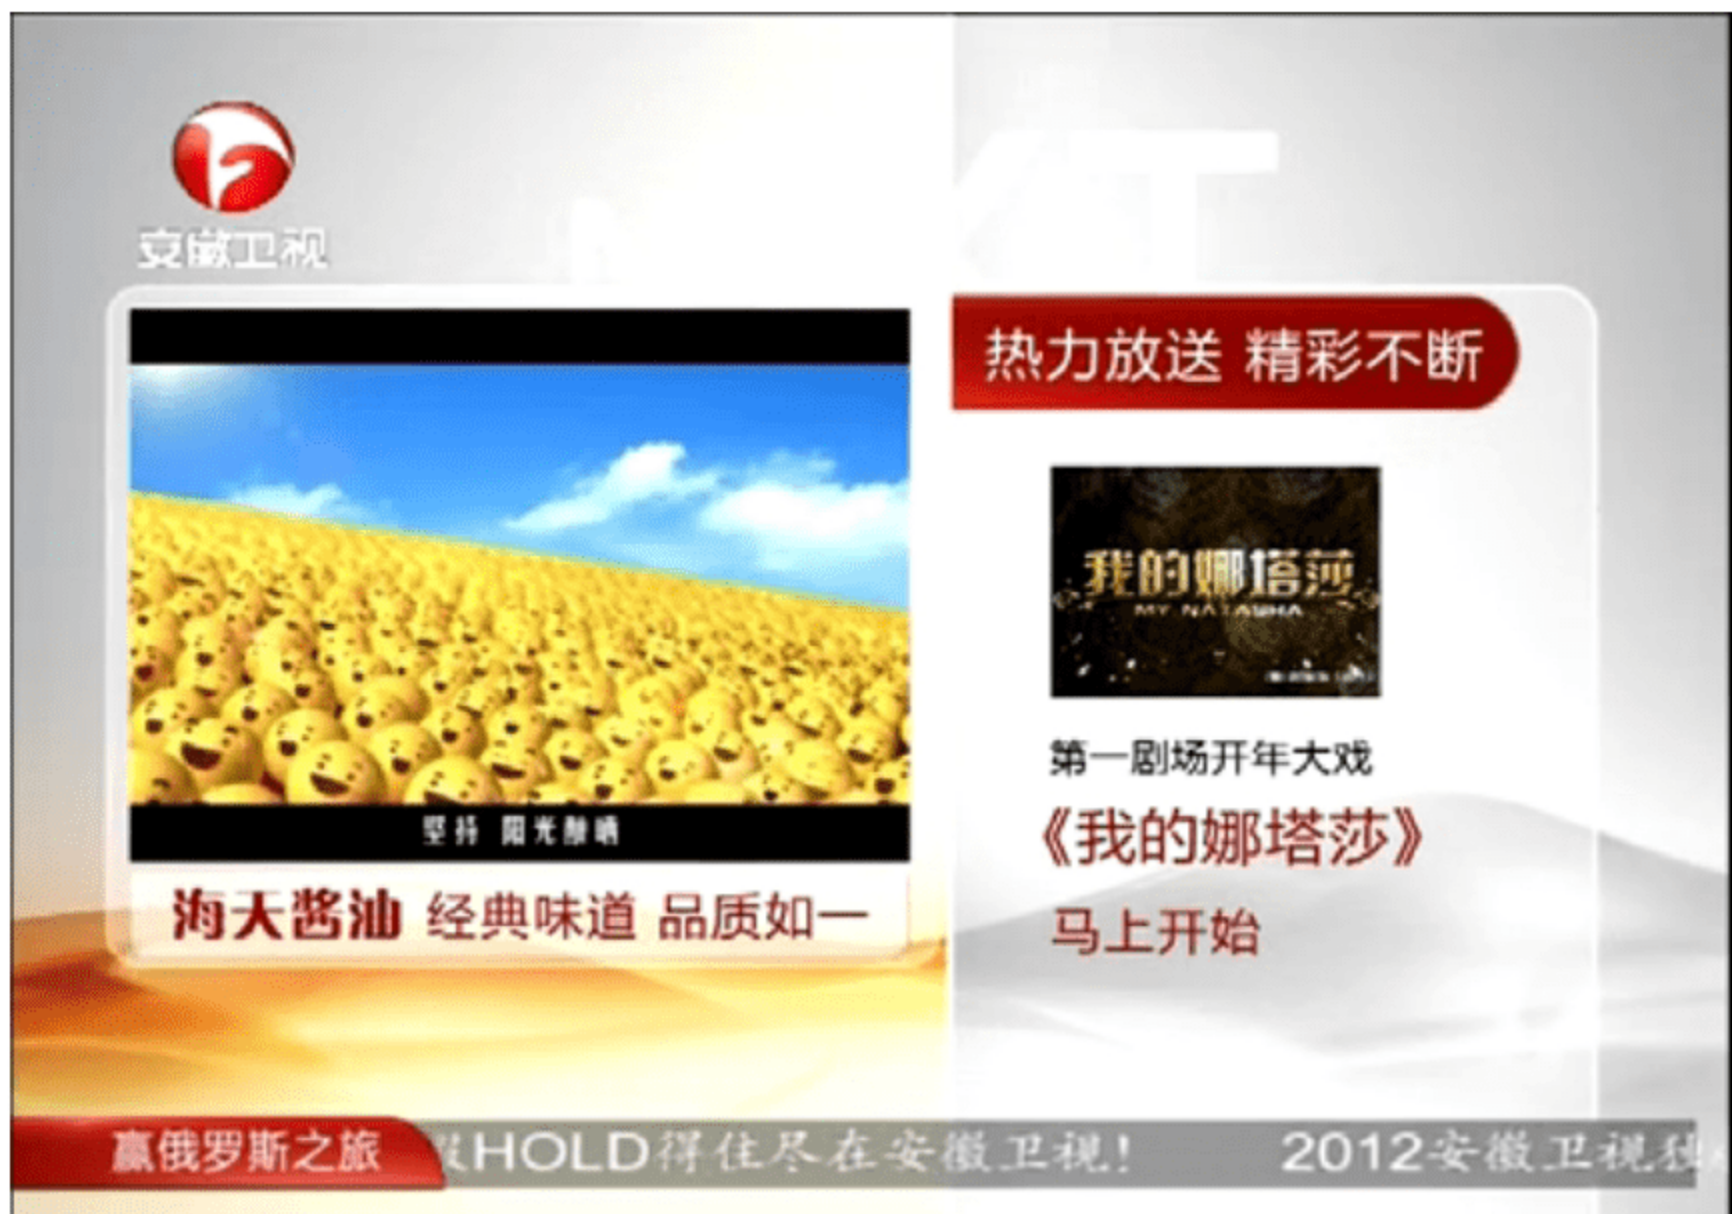 安徽卫视
热力放送 精彩不断
我的娜塔莎
MY NATASHA
坚持 阳光酿晒
第一剧场开年大戏
《我的娜塔莎》
海天酱油 经典味道 品质如一
马上开始
赢俄罗斯之旅
HOLD得住尽在安徽卫视! 2012安徽卫视独